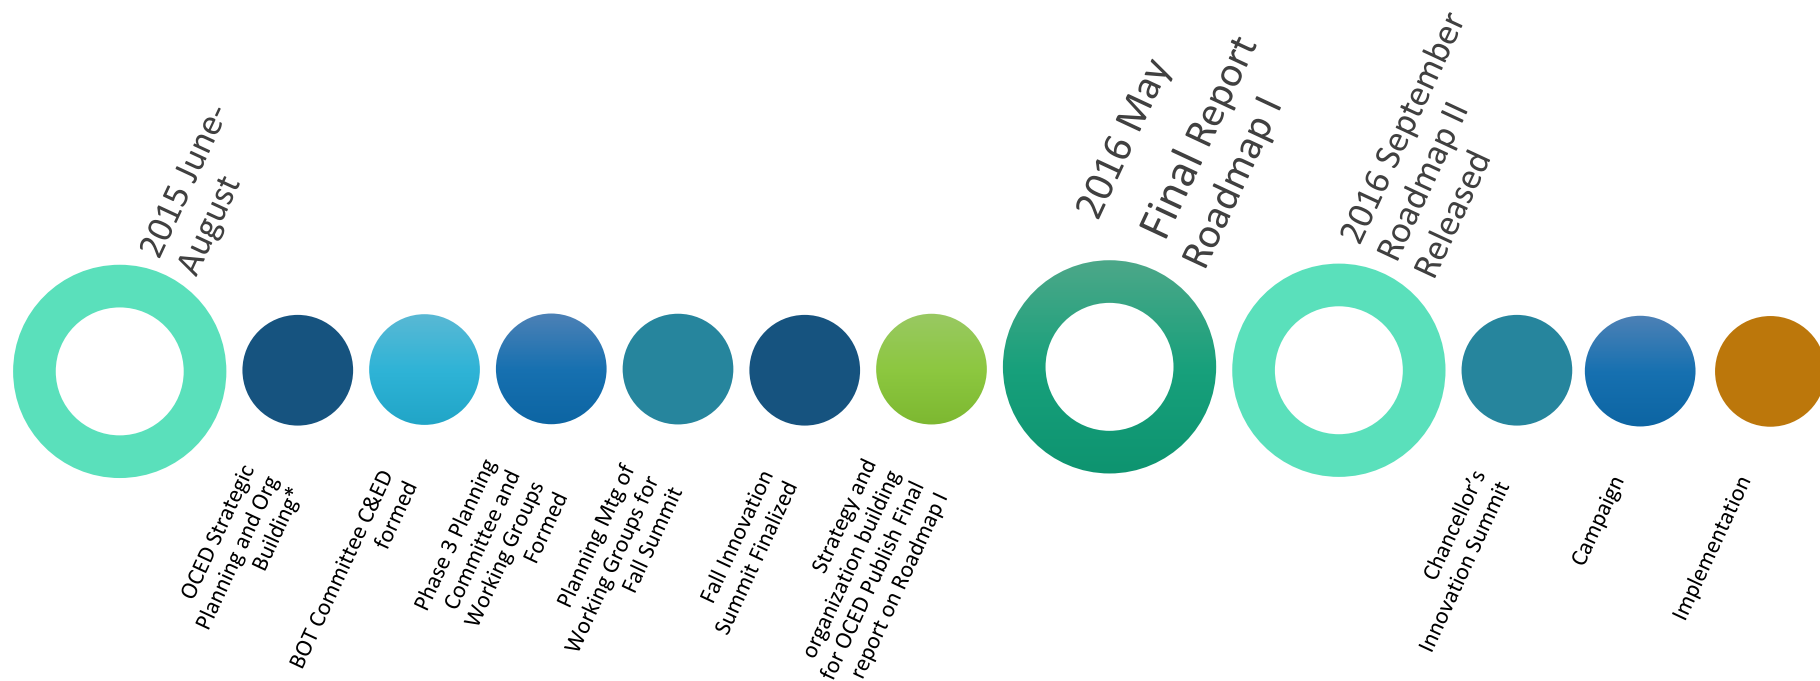 2015 June-
August
OCED Strategic
Planning and Org
Building*
BOT Committee C&ED
formed
Phase 3 Planning
Committee and
Working Groups
Formed
Planning Mtg of
Working Groups for
Fall Summit
Fall Innovation
Summit Finalized
Strategy and
organization building
for OCED Publish Final
report on Roadmap I
2016 May
Final Report
Roadmap I
2016 September
Roadmap II
Released
Chancellor’s
Innovation Summit
Campaign
Implementation